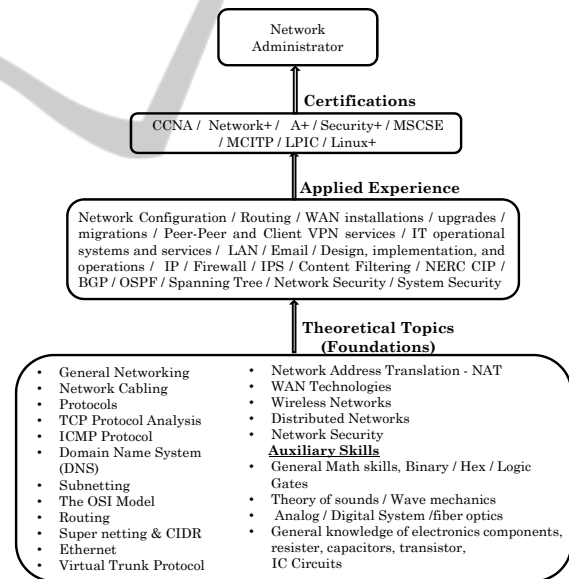 Network
Administrator
Certifications
CCNA / Network+ / A+ / Security+ / MSCSE
/ MCITP / LPIC / Linux+
Applied Experience
Network Configuration / Routing / WAN installations / upgrades /
migrations / Peer-Peer and Client VPN services / IT operational
systems and services / LAN / Email / Design, implementation, and
operations / IP / Firewall / IPS / Content Filtering / NERC CIP /
BGP / OSPF / Spanning Tree / Network Security / System Security
Theoretical Topics
(Foundations)
• General Networking
• Network Cabling
• Protocols
• TCP Protocol Analysis
• ICMP Protocol
• Domain Name System
(DNS)
• Subnetting
• The OSI Model
• Routing
• Super netting & CIDR
• Ethernet
• Virtual Trunk Protocol
• Network Address Translation - NAT
• WAN Technologies
• Wireless Networks
• Distributed Networks
• Network Security
Auxiliary Skills
• General Math skills, Binary / Hex / Logic
Gates
• Theory of sounds / Wave mechanics
• Analog / Digital System /fiber optics
• General knowledge of electronics components,
resister, capacitors, transistor,
IC Circuits